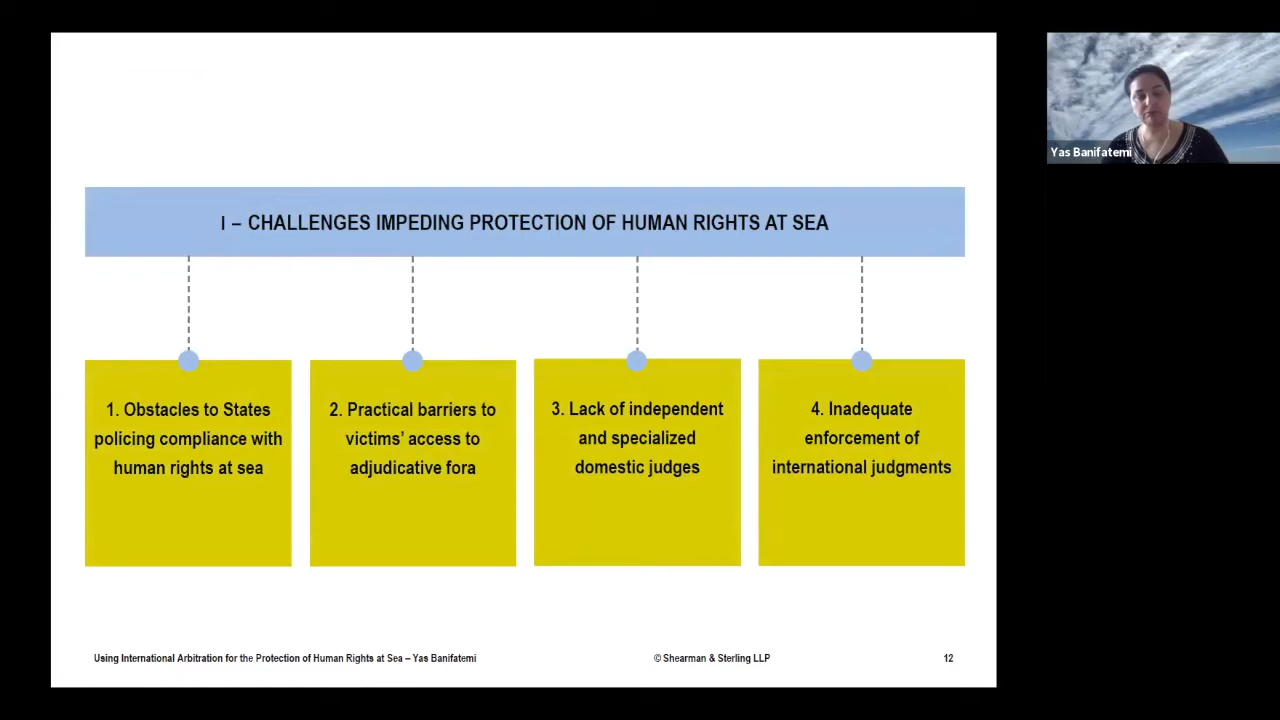 I – CHALLENGES IMPEDING PROTECTION OF HUMAN RIGHTS AT SEA
1. Obstacles to States
policing compliance with
human rights at sea
2. Practical barriers to
victims' access to
adjudicative fora
3. Lack of independent
and specialized
domestic judges
4. Inadequate
enforcement of
international judgments
Using International Arbitration for the Protection of Human Rights at Sea – Yas Banifatemi
© Shearman & Sterling LLP
12
Yas Banifatemi